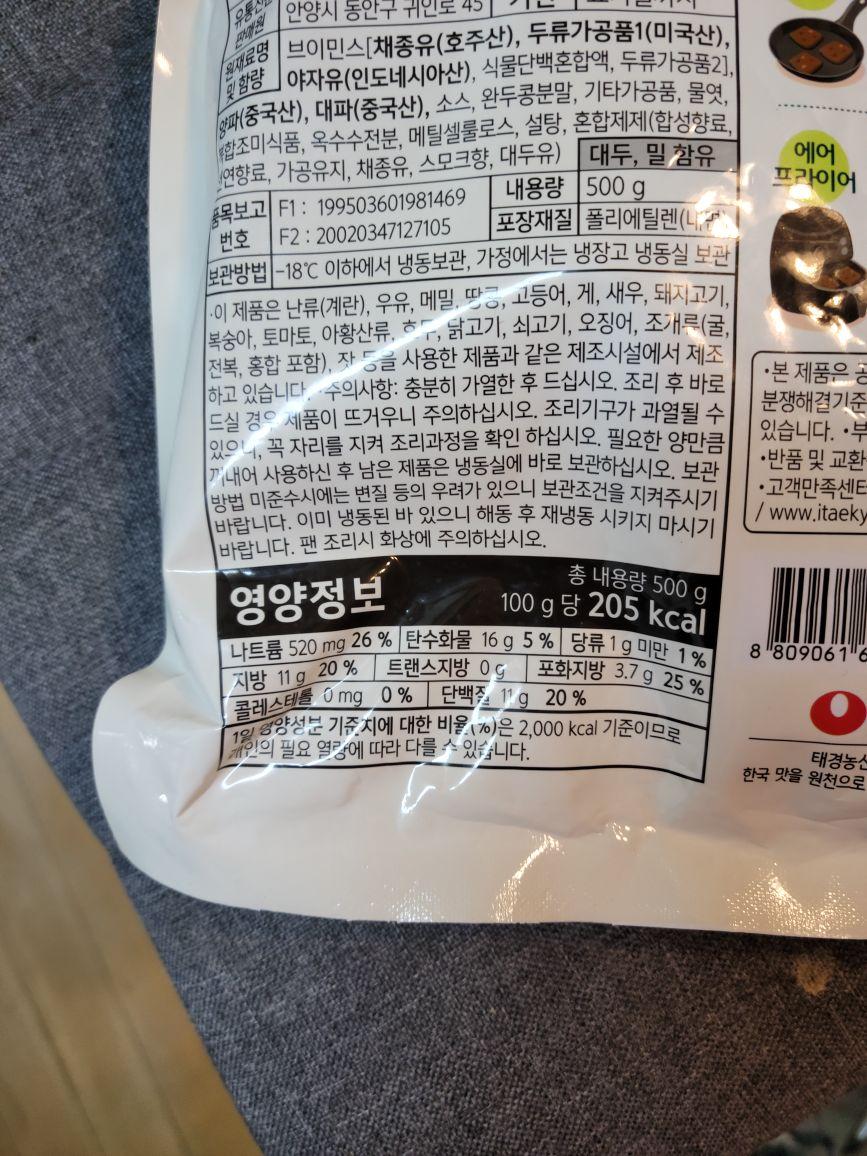 유통전문
판매원
안양시 동안구 귀인로 45
원재료명
및 함량
브이민스[채종유(호주산), 두류가공품1(미국산),
야자유(인도네시아산), 식물단백혼합액, 두류가공품2],
양파(중국산), 대파(중국산), 소스, 완두콩분말, 기타가공품, 물엿,
복합조미식품, 옥수수전분, 메틸셀룰로스, 설탕, 혼합제제(합성향료,
천연향료, 가공유지, 채종유, 스모크향, 대두유)
대두, 밀 함유
품목보고
번호
F1 : 199503601981469
F2 : 20020347127105
내용량 500 g
포장재질 폴리에틸렌(내면)
보관방법 -18℃ 이하에서 냉동보관, 가정에서는 냉장고 냉동실 보관
·이 제품은 난류(계란), 우유, 메밀, 땅콩, 고등어, 게, 새우, 돼지고기,
복숭아, 토마토, 아황산류, 호두, 닭고기, 쇠고기, 오징어, 조개류(굴,
전복, 홍합 포함), 잣 등을 사용한 제품과 같은 제조시설에서 제조
하고 있습니다. ·주의사항: 충분히 가열한 후 드십시오. 조리 후 바로
드실 경우 제품이 뜨거우니 주의하십시오. 조리기구가 과열될 수
있으니, 꼭 자리를 지켜 조리과정을 확인 하십시오. 필요한 양만큼
꺼내어 사용하신 후 남은 제품은 냉동실에 바로 보관하십시오. 보관
방법 미준수시에는 변질 등의 우려가 있으니 보관조건을 지켜주시기
바랍니다. 이미 냉동된 바 있으니 해동 후 재냉동 시키지 마시기
바랍니다. 팬 조리시 화상에 주의하십시오.
영양정보
총 내용량 500 g
100 g 당 205 kcal
나트륨 520 mg 26 % 탄수화물 16 g 5 % 당류 1 g 미만 1 %
지방 11 g 20 % 트랜스지방 0 g 포화지방 3.7 g 25 %
콜레스테롤 0 mg 0 % 단백질 11 g 20 %
1일 영양성분 기준치에 대한 비율(%)은 2,000 kcal 기준이므로
개인의 필요 열량에 따라 다를 수 있습니다.
에어
프라이어
·본 제품은 공
분쟁해결기준
있습니다. ·부
·반품 및 교환
·고객만족센터
/ www.itaeky
8 809061 6
태경농산
한국 맛을 원천으로